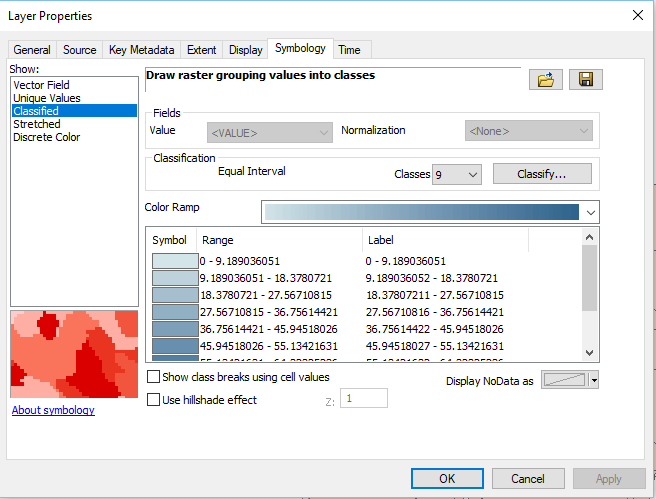 Layer Properties
General Source Key Metadata Extent Display Symbology Time
Show:
Vector Field
Unique Values
Classified
Stretched
Discrete Color
About symbology
Draw raster grouping values into classes
Fields
Value <VALUE> Normalization <None>
Classification
Equal Interval Classes 9 Classify...
Color Ramp
Symbol Range Label
0 - 9.189036051 0 - 9.189036051
9.189036051 - 18.3780721 9.189036052 - 18.3780721
18.3780721 - 27.56710815 18.37807211 - 27.56710815
27.56710815 - 36.75614421 27.56710816 - 36.75614421
36.75614421 - 45.94518026 36.75614422 - 45.94518026
45.94518026 - 55.13421631 45.94518027 - 55.13421631
Show class breaks using cell values Display NoData as
Use hillshade effect Z: 1
OK Cancel Apply